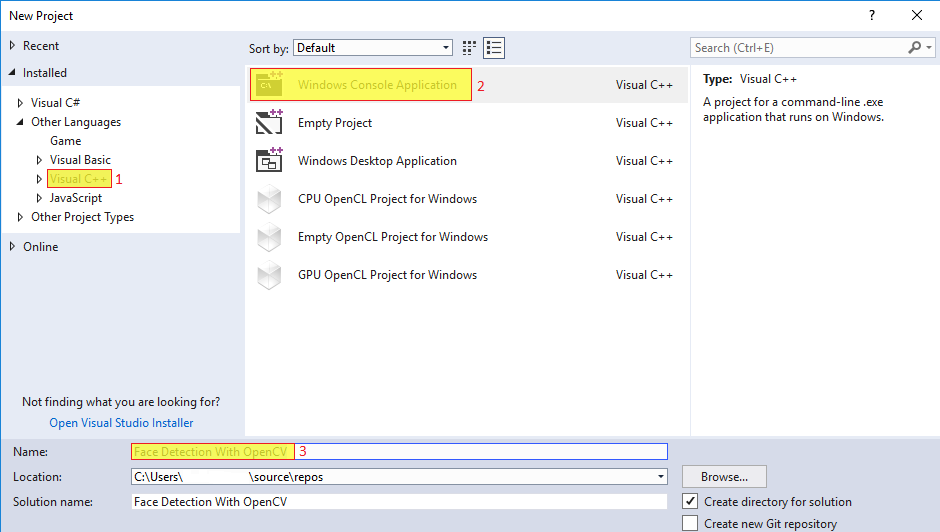 New Project
?
Recent
Installed
Visual C#
Other Languages
Game
Visual Basic
Visual C++ 1
JavaScript
Other Project Types
Online
Not finding what you are looking for?
Open Visual Studio Installer
Sort by: Default
Windows Console Application 2 Visual C++
Empty Project Visual C++
Windows Desktop Application Visual C++
CPU OpenCL Project for Windows Visual C++
Empty OpenCL Project for Windows Visual C++
GPU OpenCL Project for Windows Visual C++
Search (Ctrl+E)
Type: Visual C++
A project for a command-line .exe
application that runs on Windows.
Name: Face Detection With OpenCV 3
Location: C:\Users\ \source\repos
Browse...
Solution name: Face Detection With OpenCV
Create directory for solution
Create new Git repository